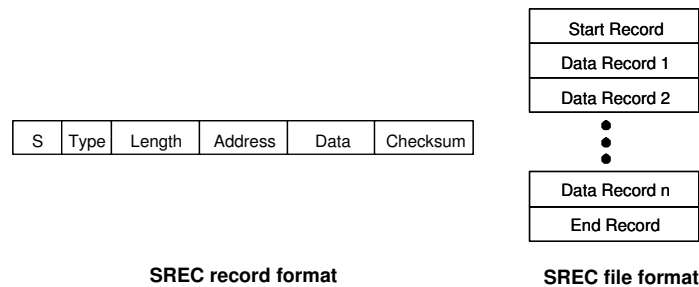 Start Record
Data Record 1
Data Record 2
S Type Length Address Data Checksum
Data Record n
End Record
SREC record format
SREC file format